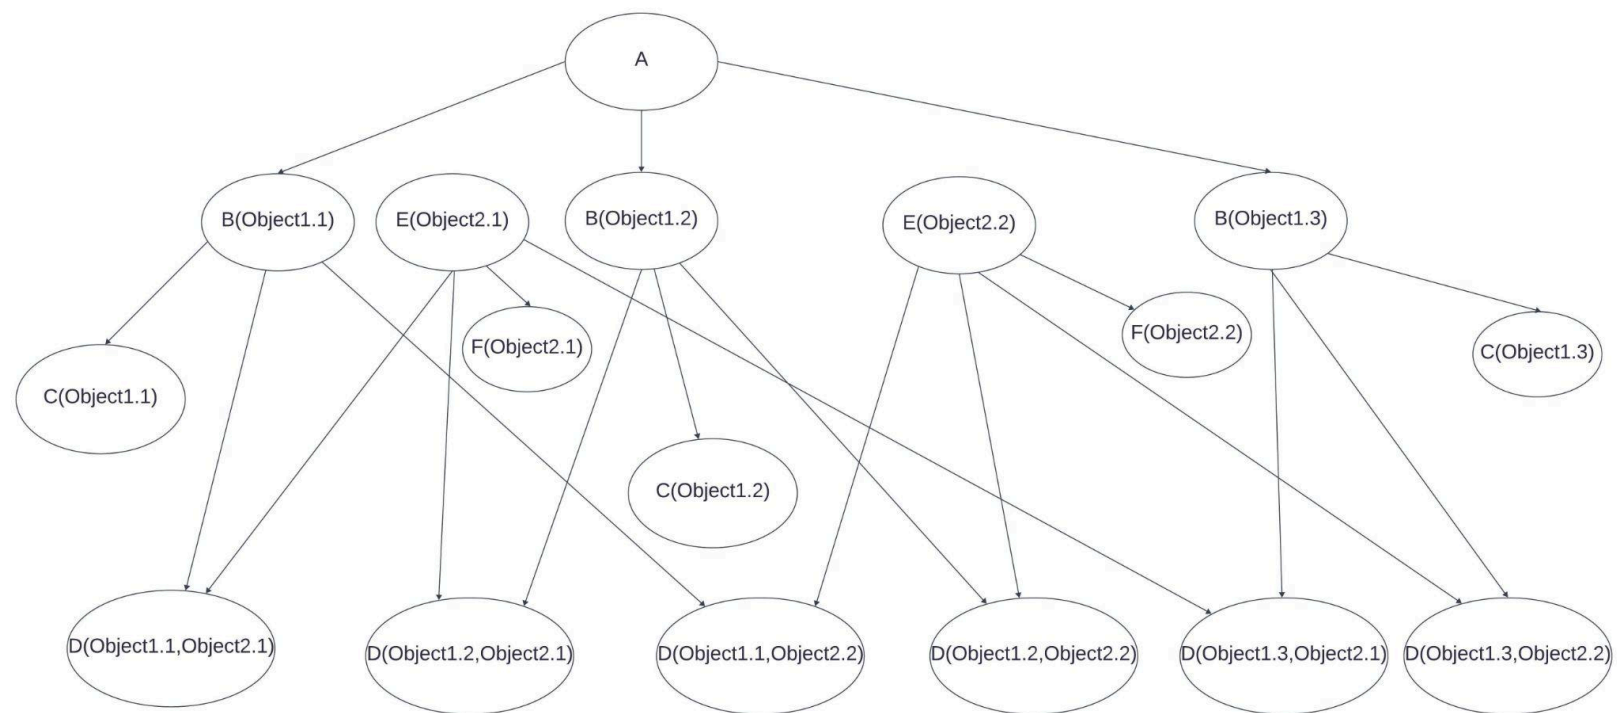 A
B(Object1.1)
E(Object2.1)
B(Object1.2)
E(Object2.2)
B(Object1.3)
F(Object2.1)
F(Object2.2)
C(Object1.3)
C(Object1.1)
C(Object1.2)
D(Object1.1,Object2.1)
D(Object1.2,Object2.1)
D(Object1.1,Object2.2)
D(Object1.2,Object2.2)
D(Object1.3,Object2.1)
D(Object1.3,Object2.2)